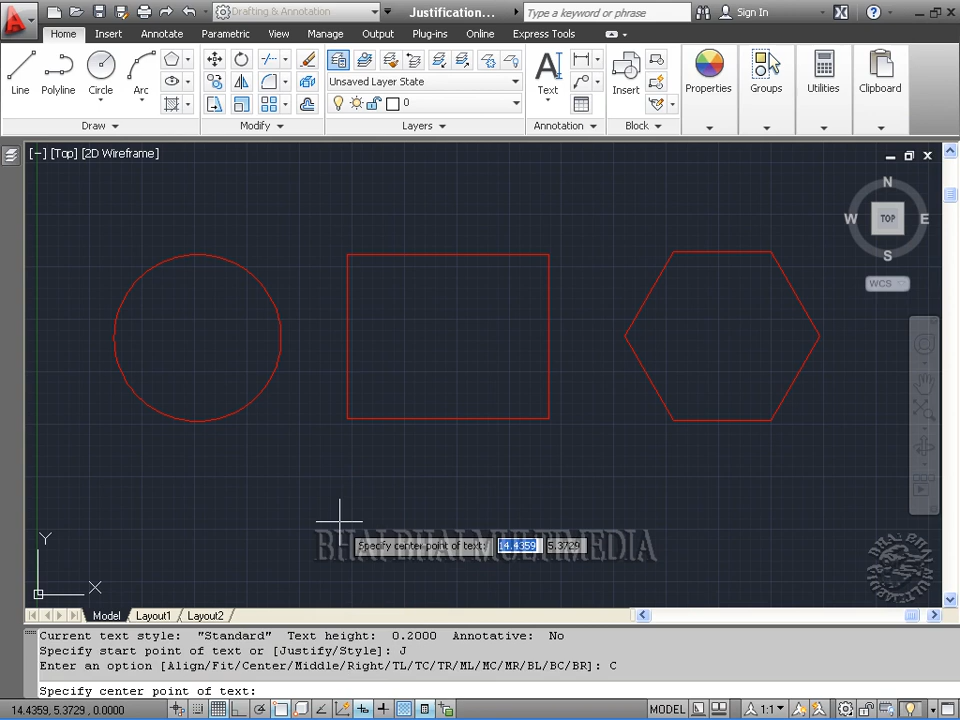 Drafting & Annotation
Justification...
Type a keyword or phrase
Sign In
Home Insert Annotate Parametric View Manage Output Plug-ins Online Express Tools
Line Polyline Circle Arc
Draw
Modify
Unsaved Layer State
0
Layers
Text
Annotation
Insert
Block
Properties
Groups
Utilities
Clipboard
[−] [Top] [2D Wireframe]
N
W TOP E
S
WCS
BHAI BHAI MULTIMEDIA
Specify center point of text: 14.4359 5.3729
Y
X
Model Layout1 Layout2
Current text style: "Standard" Text height: 0.2000 Annotative: No
Specify start point of text or [Justify/Style]: J
Enter an option [Align/Fit/Center/Middle/Right/TL/TC/TR/ML/MC/MR/BL/BC/BR]: C
Specify center point of text:
14.4359, 5.3729 , 0.0000
MODEL
1:1